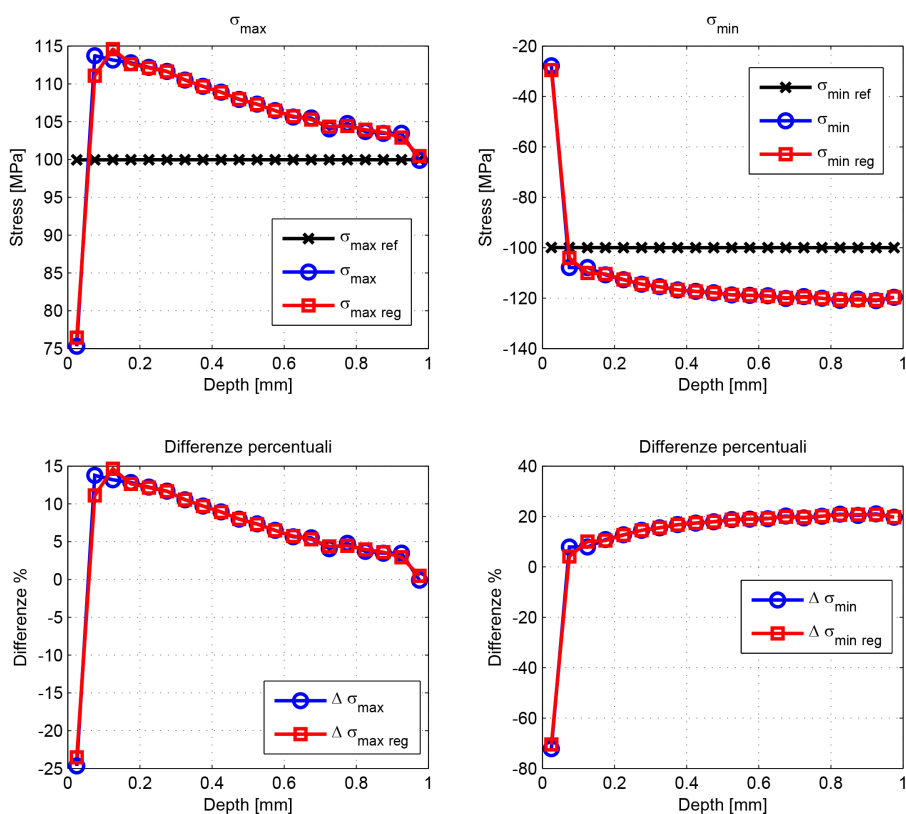 σmax
115
110
105
100
95
90
85
80
75
Stress [MPa]
0
0.2
0.4
0.6
0.8
1
Depth [mm]
σmax ref
σmax
σmax reg
σmin
-20
-40
-60
-80
-100
-120
-140
Stress [MPa]
0
0.2
0.4
0.6
0.8
1
Depth [mm]
σmin ref
σmin
σmin reg
Differenze percentuali
15
10
5
0
-5
-10
-15
-20
-25
Differenze %
0
0.2
0.4
0.6
0.8
1
Depth [mm]
Δ σmax
Δ σmax reg
Differenze percentuali
40
20
0
-20
-40
-60
-80
Differenze %
0
0.2
0.4
0.6
0.8
1
Depth [mm]
Δ σmin
Δ σmin reg